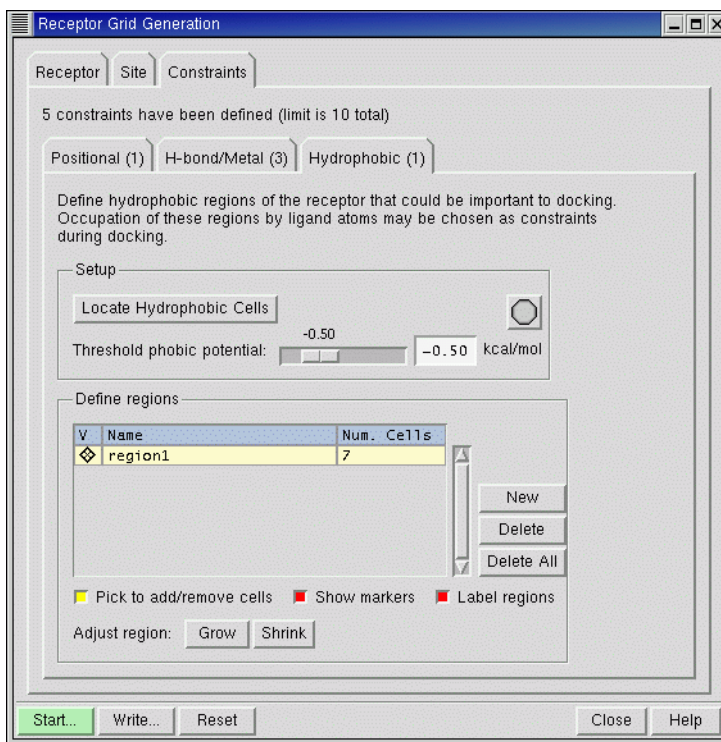 Receptor Grid Generation
Receptor Site Constraints
5 constraints have been defined (limit is 10 total)
Positional (1) H-bond/Metal (3) Hydrophobic (1)
Define hydrophobic regions of the receptor that could be important to docking.
Occupation of these regions by ligand atoms may be chosen as constraints
during docking.
Setup
Locate Hydrophobic Cells
-0.50
Threshold phobic potential: -0.50 kcal/mol
Define regions
V Name Num. Cells
region1 7
New
Delete
Delete All
Pick to add/remove cells Show markers Label regions
Adjust region: Grow Shrink
Start... Write... Reset Close Help